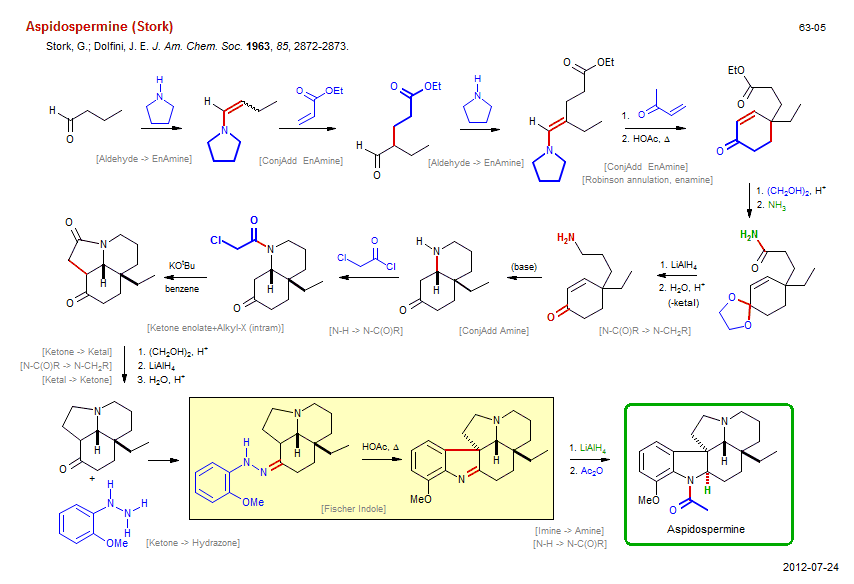 Aspidospermine (Stork)
63-05
Stork, G.; Dolfini, J. E. J. Am. Chem. Soc. 1963, 85, 2872-2873.
H
O
H
N
[Aldehyde -> EnAmine]
H
N
O
OEt
[ConjAdd EnAmine]
O
OEt
H
O
H
N
[Aldehyde -> EnAmine]
O
OEt
H
N
1.
O
2. HOAc, Δ
[ConjAdd EnAmine]
[Robinson annulation, enamine]
EtO
O
O
1. (CH2OH)2, H+
2. NH3
H2N
O
O
O
1. LiAlH4
2. H2O, H+
(-ketal)
[N-C(O)R -> N-CH2R]
H2N
O
(base)
[ConjAdd Amine]
H
N
H
O
Cl
O
Cl
[N-H -> N-C(O)R]
O
Cl
N
H
O
KOtBu
benzene
[Ketone enolate+Alkyl-X (intram)]
O
N
H
O
[Ketone -> Ketal]
[N-C(O)R -> N-CH2R]
[Ketal -> Ketone]
1. (CH2OH)2, H+
2. LiAlH4
3. H2O, H+
N
H
O
+
H
N
H
N
H
OMe
[Ketone -> Hydrazone]
N
H
H
N
N
OMe
HOAc, Δ
[Fischer Indole]
N
H
N
MeO
1. LiAlH4
2. Ac2O
[Imine -> Amine]
[N-H -> N-C(O)R]
N
H
N
H
MeO
O
Aspidospermine
2012-07-24